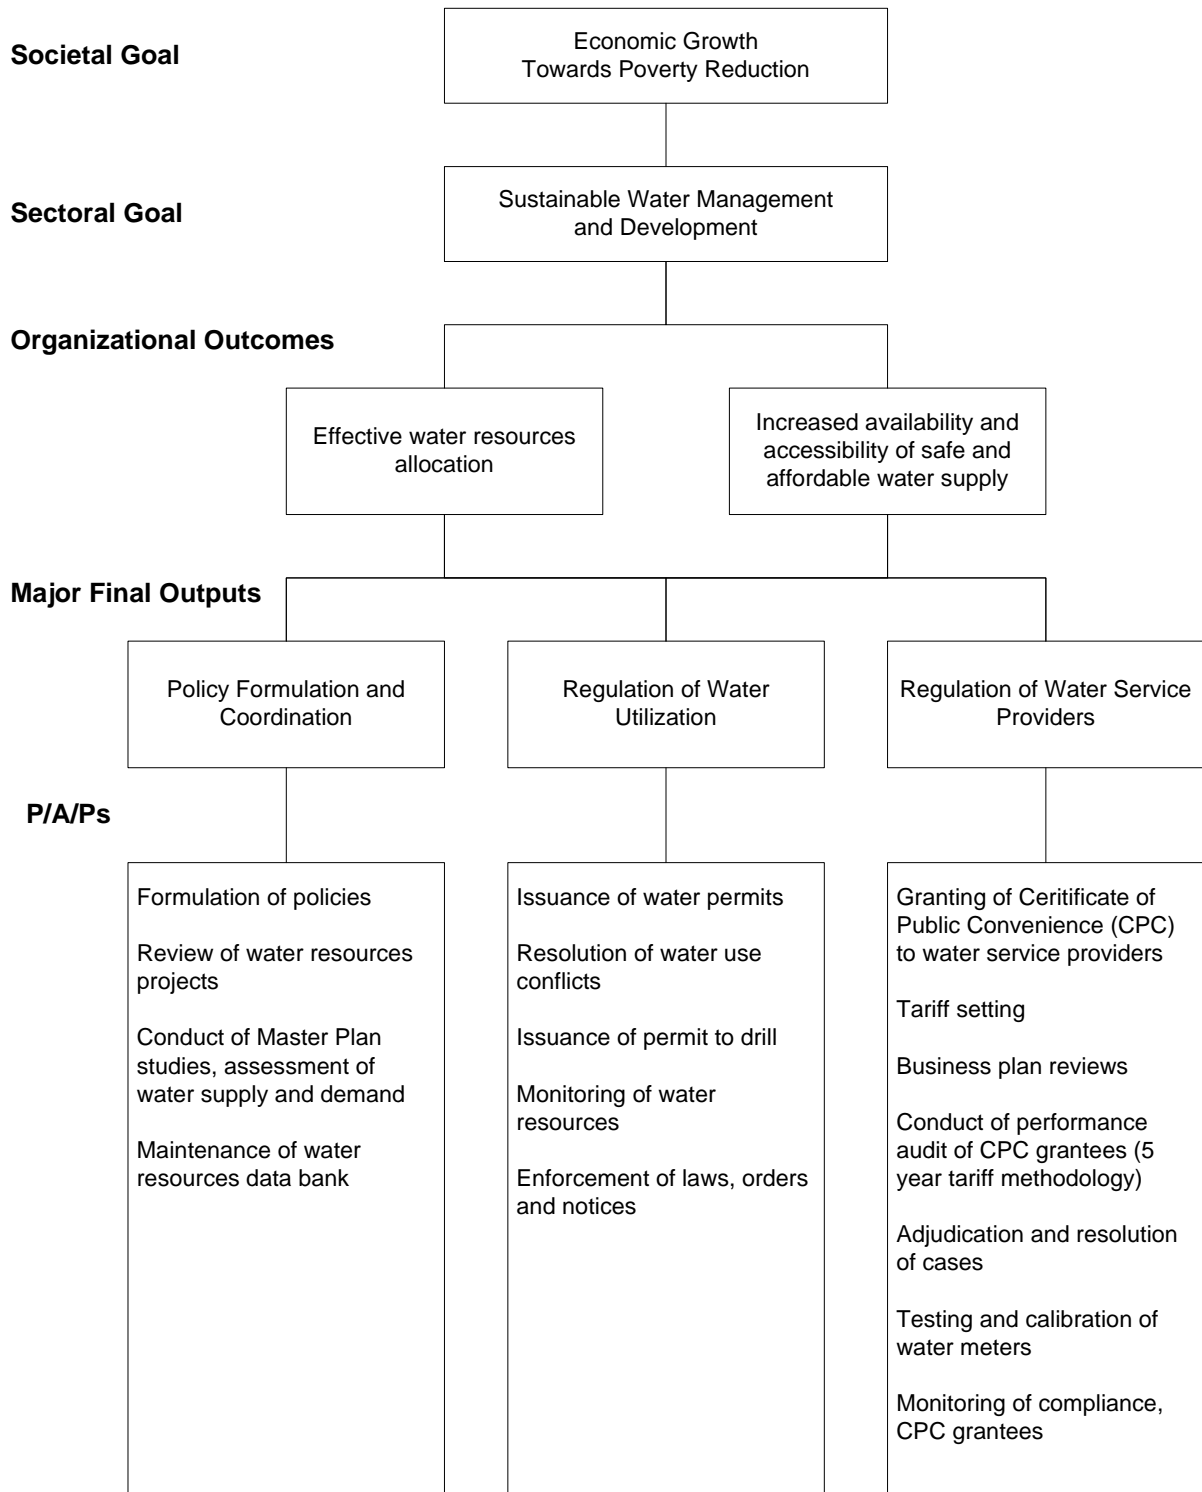 Societal Goal
Economic Growth
Towards Poverty Reduction
Sectoral Goal
Sustainable Water Management
and Development
Organizational Outcomes
Effective water resources
allocation
Increased availability and
accessibility of safe and
affordable water supply
Major Final Outputs
Policy Formulation and
Coordination
Regulation of Water
Utilization
Regulation of Water Service
Providers
P/A/Ps
Formulation of policies
Review of water resources
projects
Conduct of Master Plan
studies, assessment of
water supply and demand
Maintenance of water
resources data bank
Issuance of water permits
Resolution of water use
conflicts
Issuance of permit to drill
Monitoring of water
resources
Enforcement of laws, orders
and notices
Granting of Ceritificate of
Public Convenience (CPC)
to water service providers
Tariff setting
Business plan reviews
Conduct of performance
audit of CPC grantees (5
year tariff methodology)
Adjudication and resolution
of cases
Testing and calibration of
water meters
Monitoring of compliance,
CPC grantees